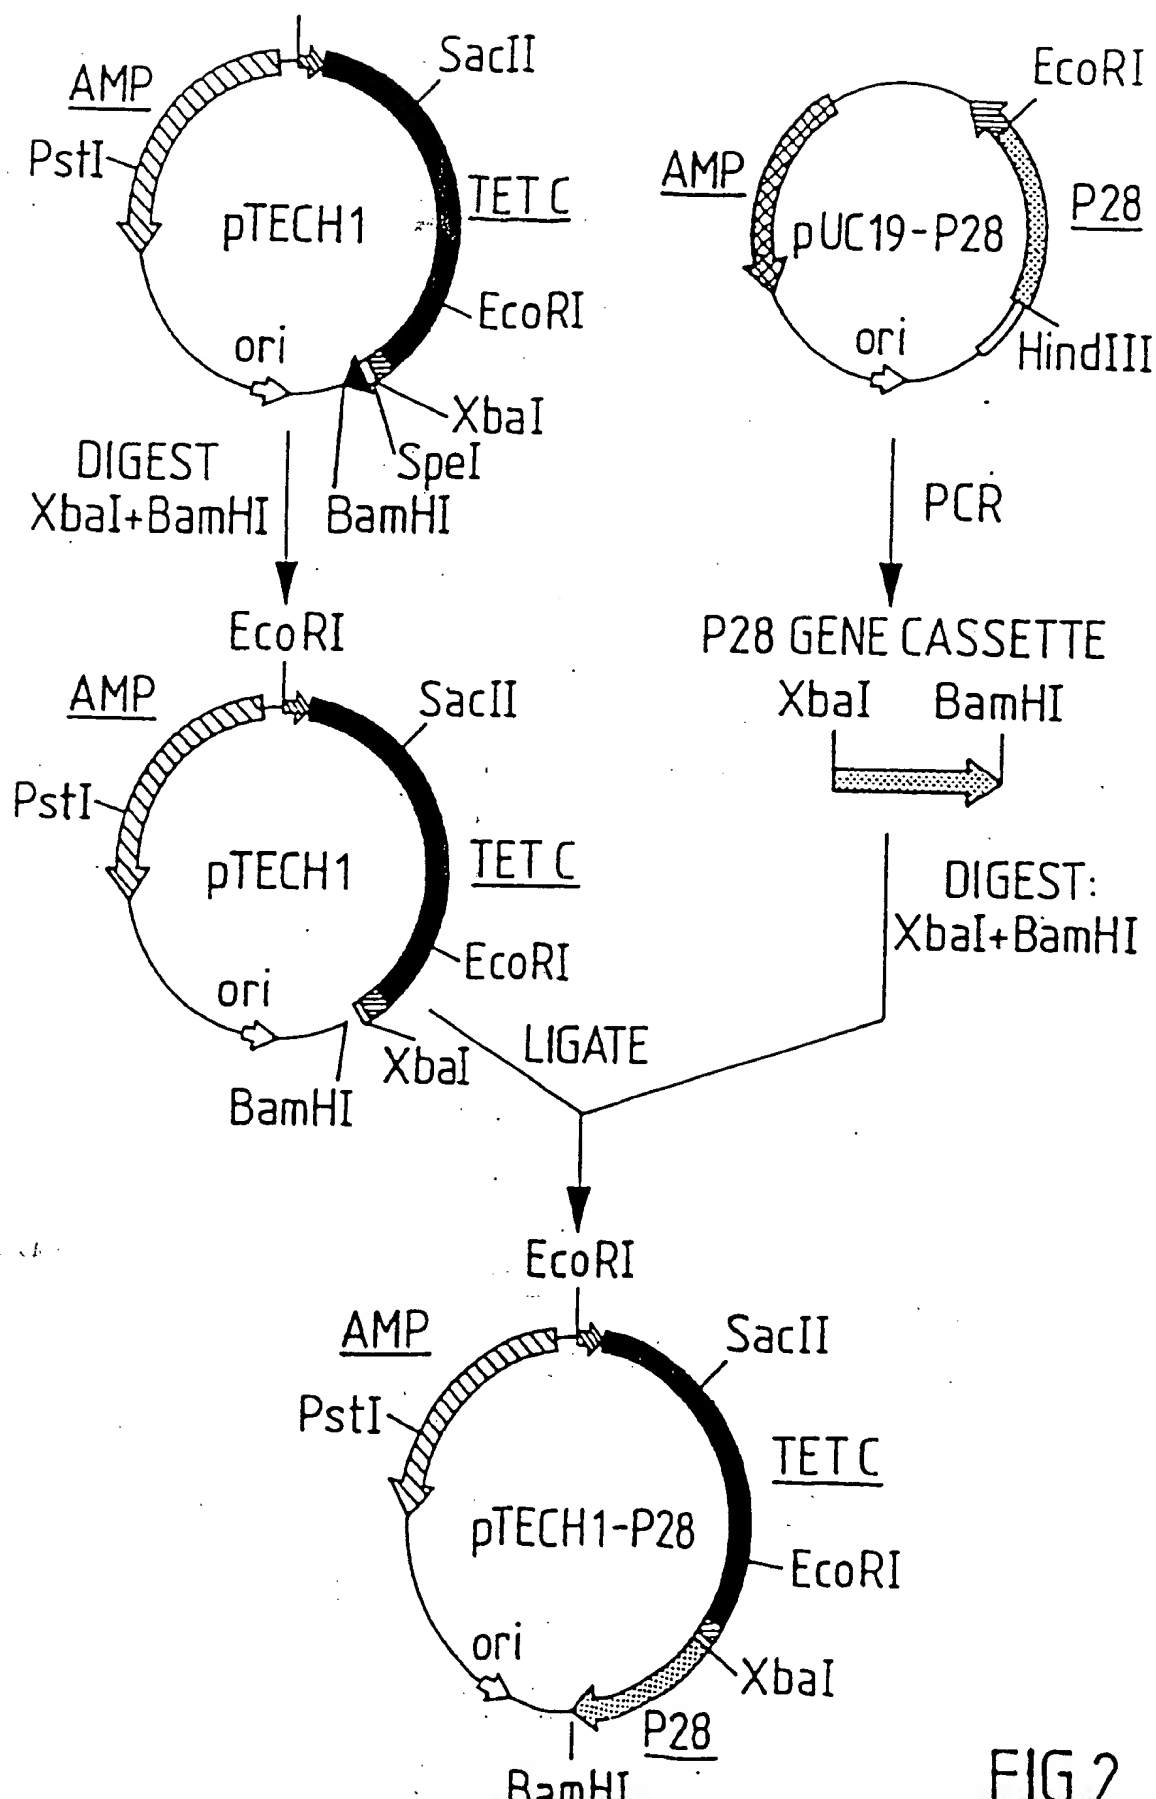 SacII
AMP
PstI
pTECH1
TET C
EcoRI
ori
XbaI
SpeI
BamHI
DIGEST
XbaI+BamHI
EcoRI
AMP
pUC19-P28
P28
ori
HindIII
PCR
P28 GENE CASSETTE
XbaI BamHI
DIGEST:
XbaI+BamHI
EcoRI
AMP
SacII
PstI
pTECH1
TET C
EcoRI
ori
XbaI
BamHI
LIGATE
EcoRI
AMP
SacII
PstI
TET C
pTECH1-P28
EcoRI
ori
XbaI
P28
BamHI
FIG.2